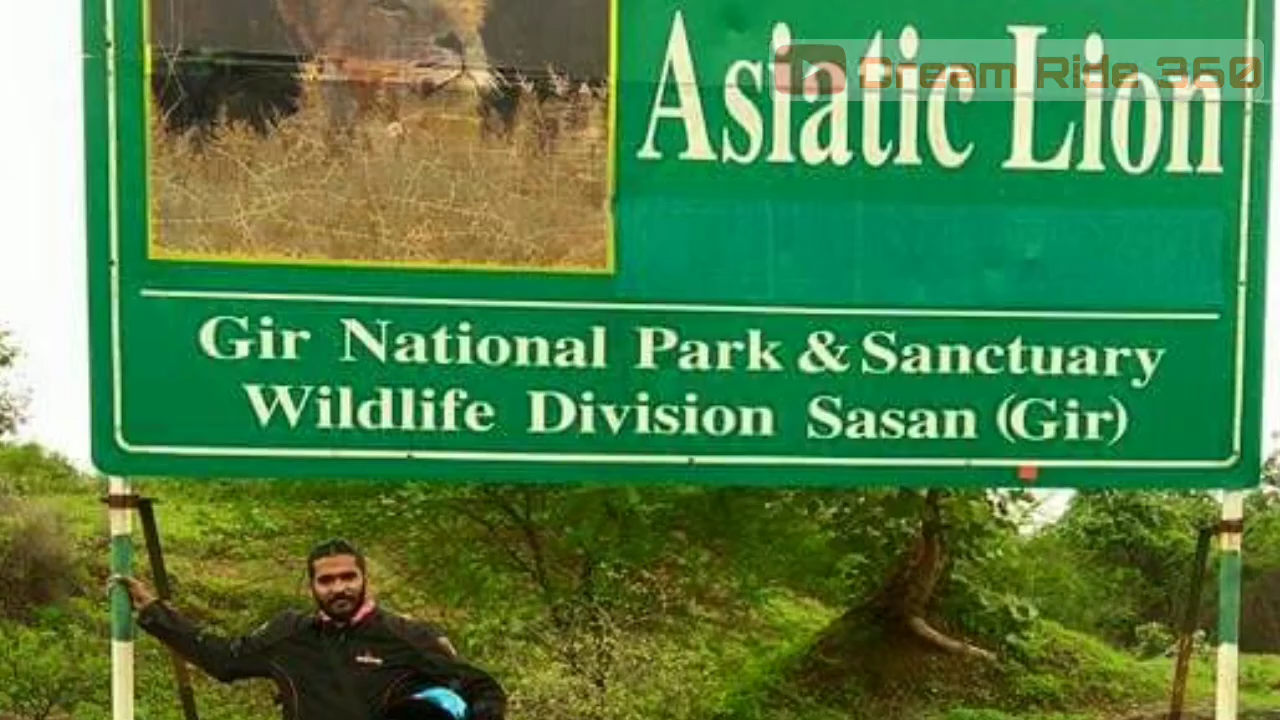 Asiatic Lion
Dream Ride 360
Gir National Park & Sanctuary
Wildlife Division Sasan (Gir)